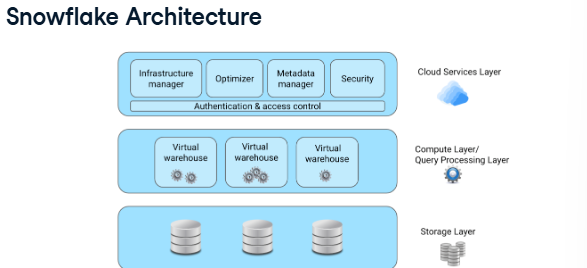 Snowflake Architecture
Infrastructure
manager
Optimizer
Metadata
manager
Security
Authentication & access control
Cloud Services Layer
Virtual
warehouse
Virtual
warehouse
Virtual
warehouse
Compute Layer/
Query Processing Layer
Storage Layer